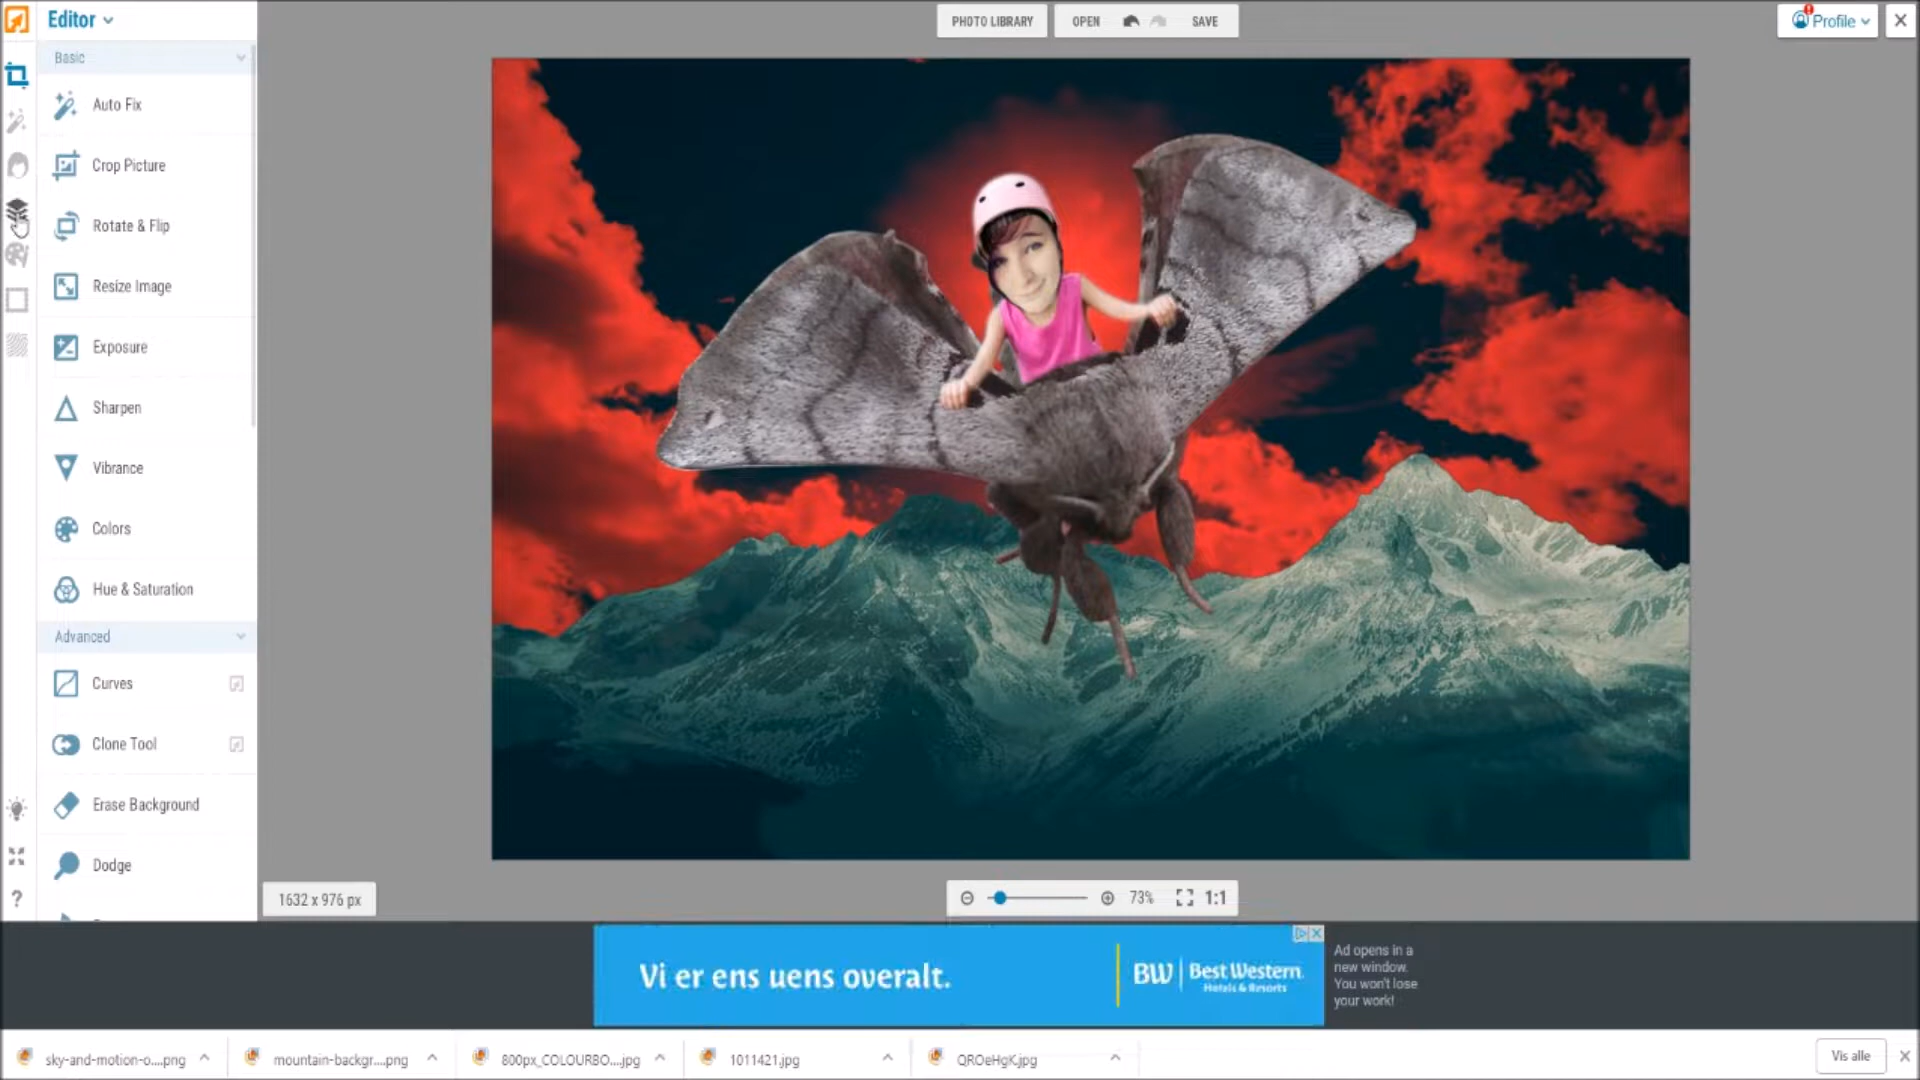 Editor
PHOTO LIBRARY
OPEN
SAVE
Profile
Basic
Auto Fix
Crop Picture
Rotate & Flip
Resize Image
Exposure
Sharpen
Vibrance
Colors
Hue & Saturation
Advanced
Curves
Clone Tool
Erase Background
Dodge
1632 x 976 px
73%
1:1
Vi er ens uens overalt.
BW Best Western
Hotels & Resorts
Ad opens in a
new window.
You won't lose
your work!
sky-and-motion-o....png
mountain-backgr....png
800px_COLOURBO....jpg
1011421.jpg
QROeHgK.jpg
Vis alle